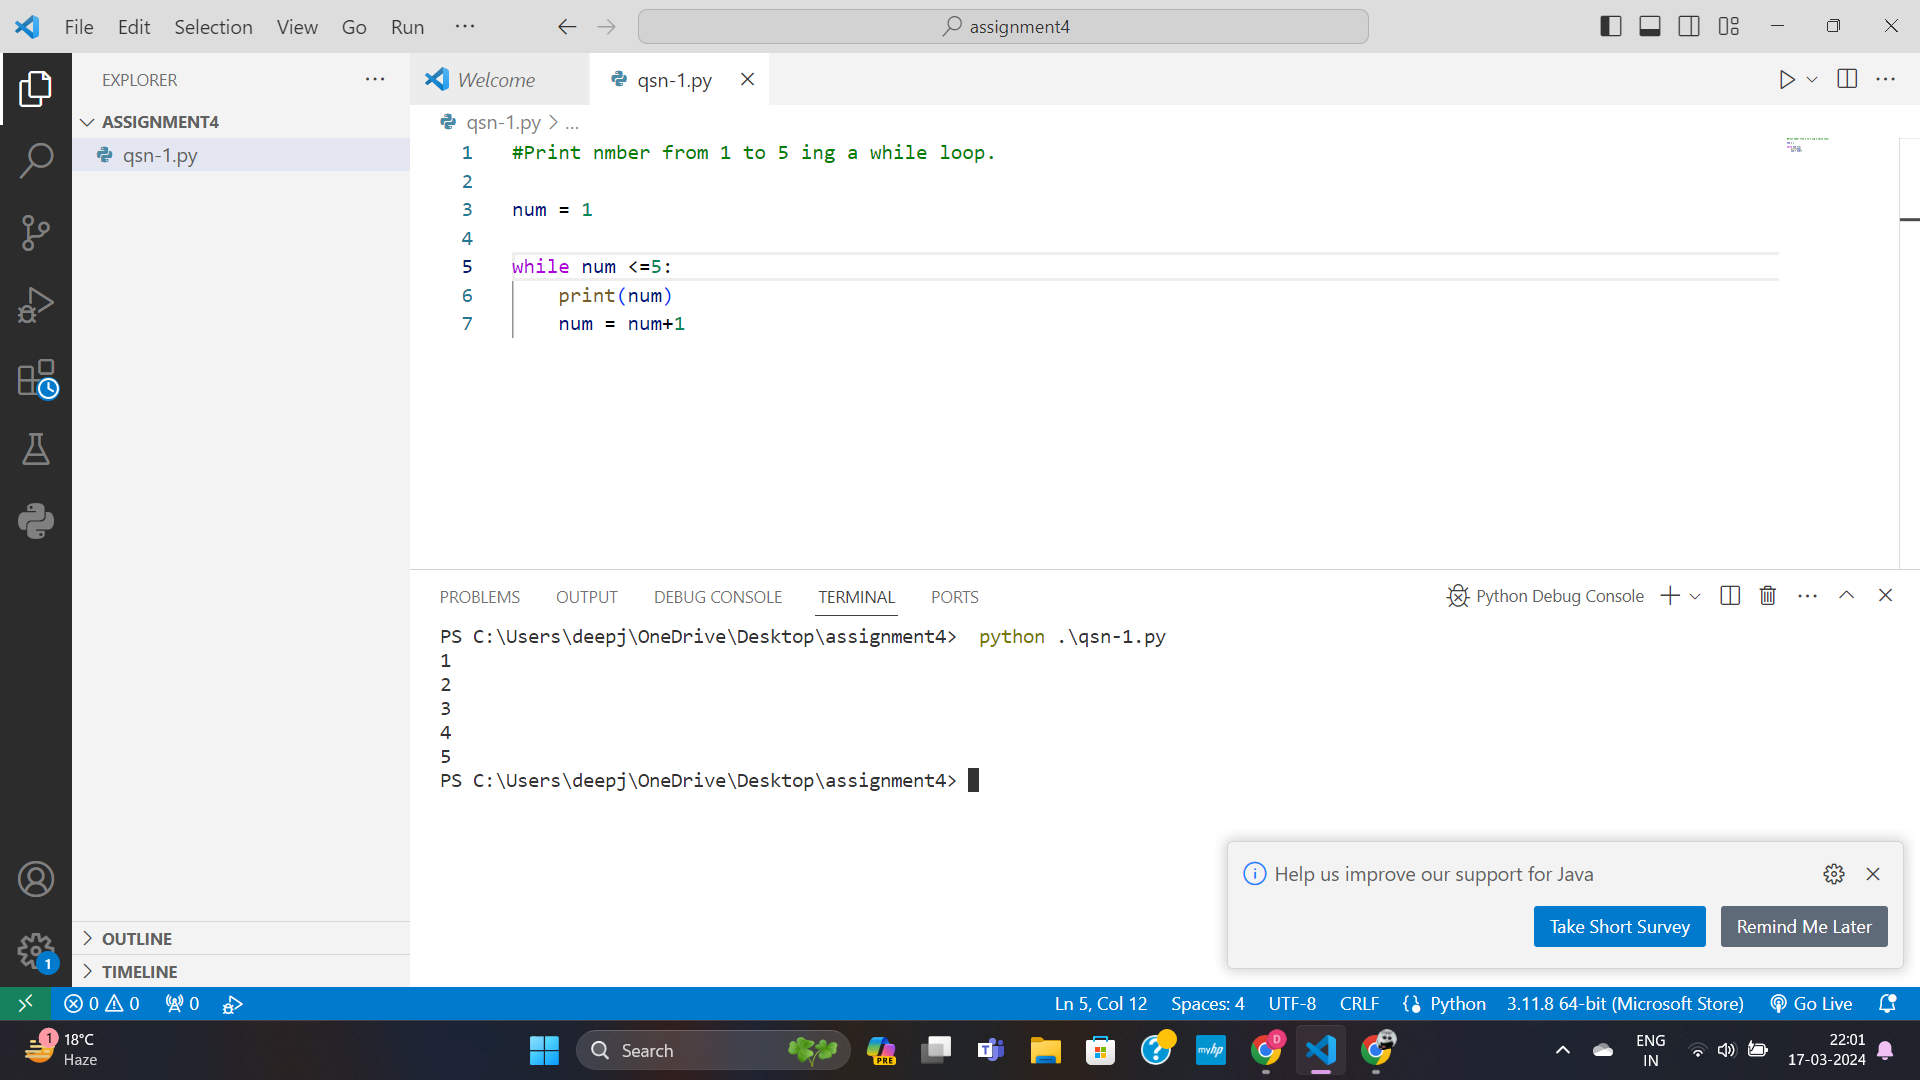 File Edit Selection View Go Run ...
assignment4
EXPLORER
ASSIGNMENT4
qsn-1.py
Welcome
qsn-1.py
qsn-1.py > ...
1 #Print nmber from 1 to 5 ing a while loop.
2
3 num = 1
4
5 while num <=5:
6 print(num)
7 num = num+1
PROBLEMS OUTPUT DEBUG CONSOLE TERMINAL PORTS
Python Debug Console
PS C:\Users\deepj\OneDrive\Desktop\assignment4> python .\qsn-1.py
1
2
3
4
5
PS C:\Users\deepj\OneDrive\Desktop\assignment4>
Help us improve our support for Java
Take Short Survey Remind Me Later
OUTLINE
1
TIMELINE
0 0 0 Ln 5, Col 12 Spaces: 4 UTF-8 CRLF Python 3.11.8 64-bit (Microsoft Store) Go Live
1 18°C
Haze
Search
PRE
myhp
D
ENG
IN
22:01
17-03-2024